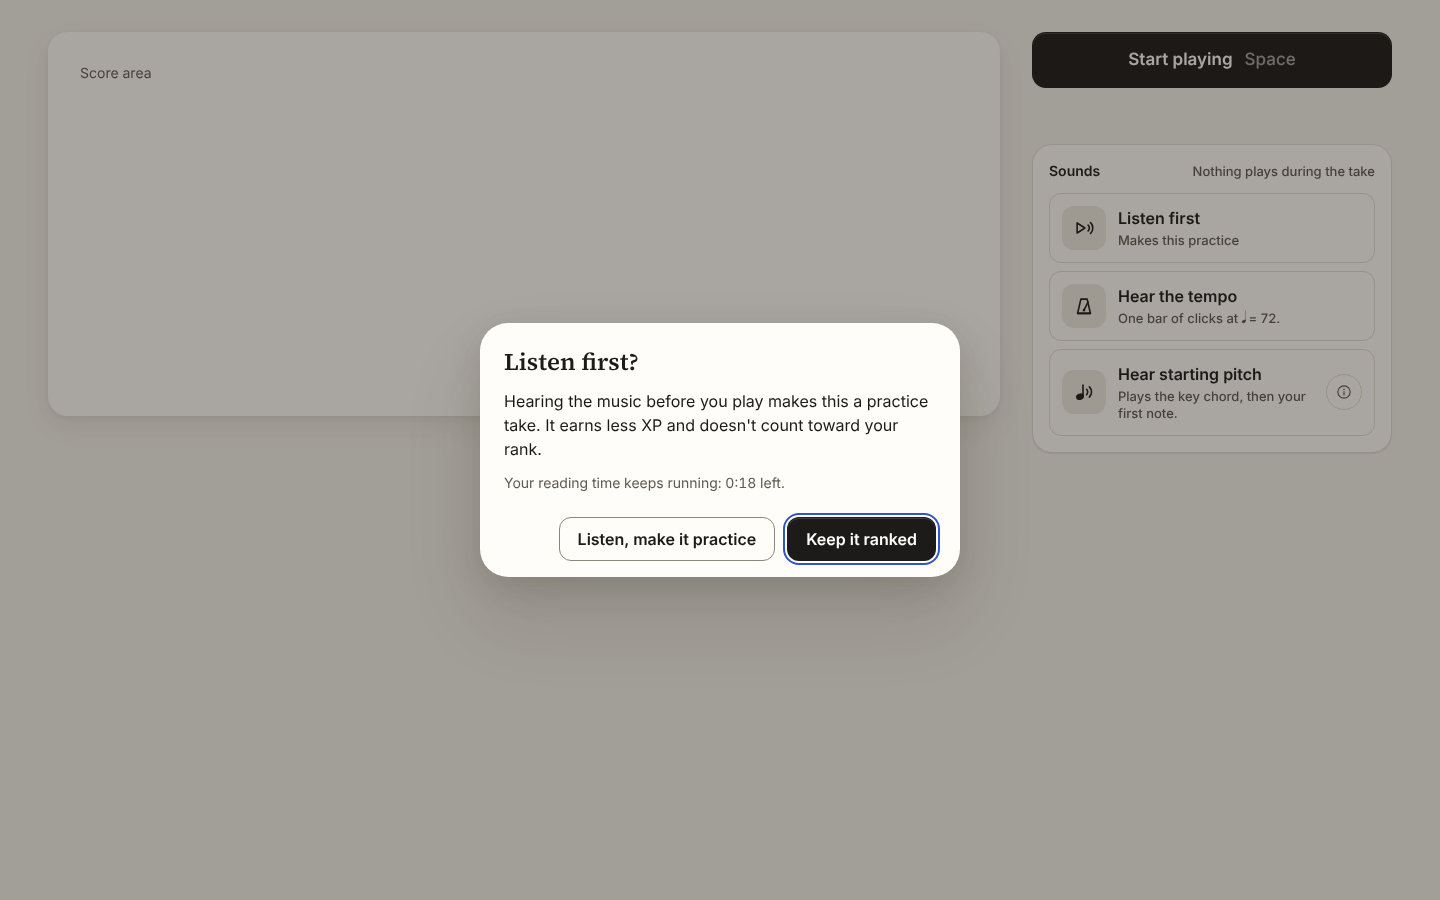 Score area
Start playing Space
Sounds
Nothing plays during the take
Listen first
Makes this practice
Hear the tempo
One bar of clicks at ♩ = 72.
Hear starting pitch
Plays the key chord, then your
first note.
Listen first?
Hearing the music before you play makes this a practice
take. It earns less XP and doesn't count toward your
rank.
Your reading time keeps running: 0:18 left.
Listen, make it practice
Keep it ranked